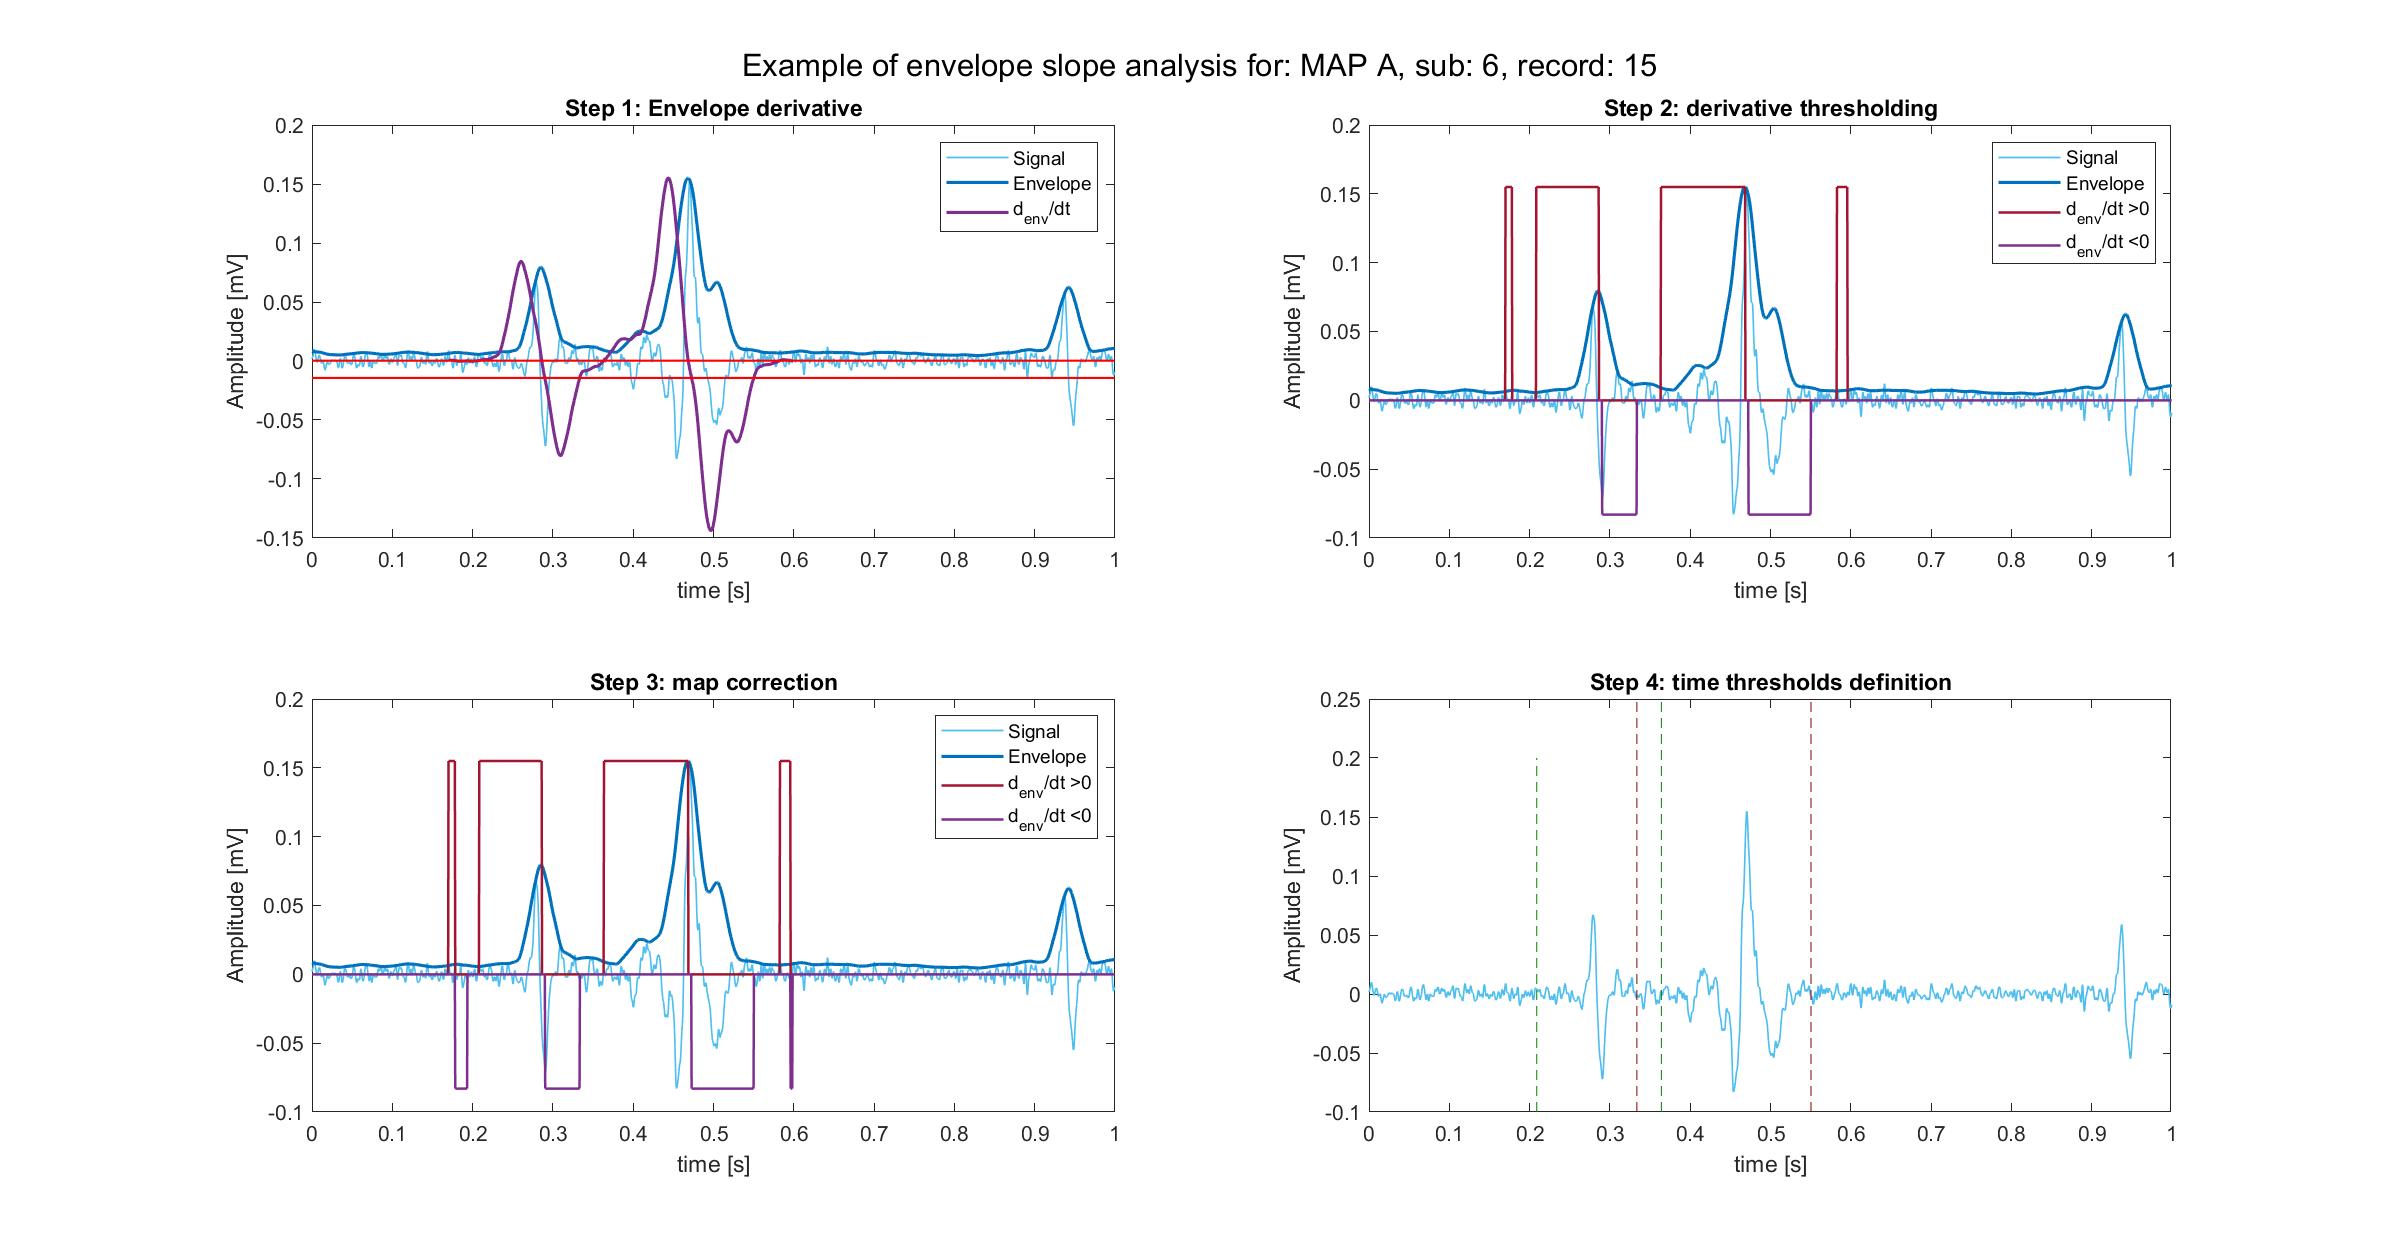 Example of envelope slope analysis for: MAP A, sub: 6, record: 15
Step 1: Envelope derivative
0.2
0.15
0.1
0.05
0
-0.05
-0.1
-0.15
Amplitude [mV]
0 0.1 0.2 0.3 0.4 0.5 0.6 0.7 0.8 0.9 1
time [s]
Signal
Envelope
d_env/dt
Step 2: derivative thresholding
0.2
0.15
0.1
0.05
0
-0.05
-0.1
Amplitude [mV]
0 0.1 0.2 0.3 0.4 0.5 0.6 0.7 0.8 0.9 1
time [s]
Signal
Envelope
d_env/dt >0
d_env/dt <0
Step 3: map correction
0.2
0.15
0.1
0.05
0
-0.05
-0.1
Amplitude [mV]
0 0.1 0.2 0.3 0.4 0.5 0.6 0.7 0.8 0.9 1
time [s]
Signal
Envelope
d_env/dt >0
d_env/dt <0
Step 4: time thresholds definition
0.25
0.2
0.15
0.1
0.05
0
-0.05
-0.1
Amplitude [mV]
0 0.1 0.2 0.3 0.4 0.5 0.6 0.7 0.8 0.9 1
time [s]